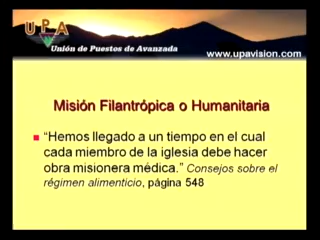 UPA
Unión de Puestos de Avanzada
www.upavision.com
Misión Filantrópica o Humanitaria
“Hemos llegado a un tiempo en el cual
cada miembro de la iglesia debe hacer
obra misionera médica.” Consejos sobre el
régimen alimenticio, página 548